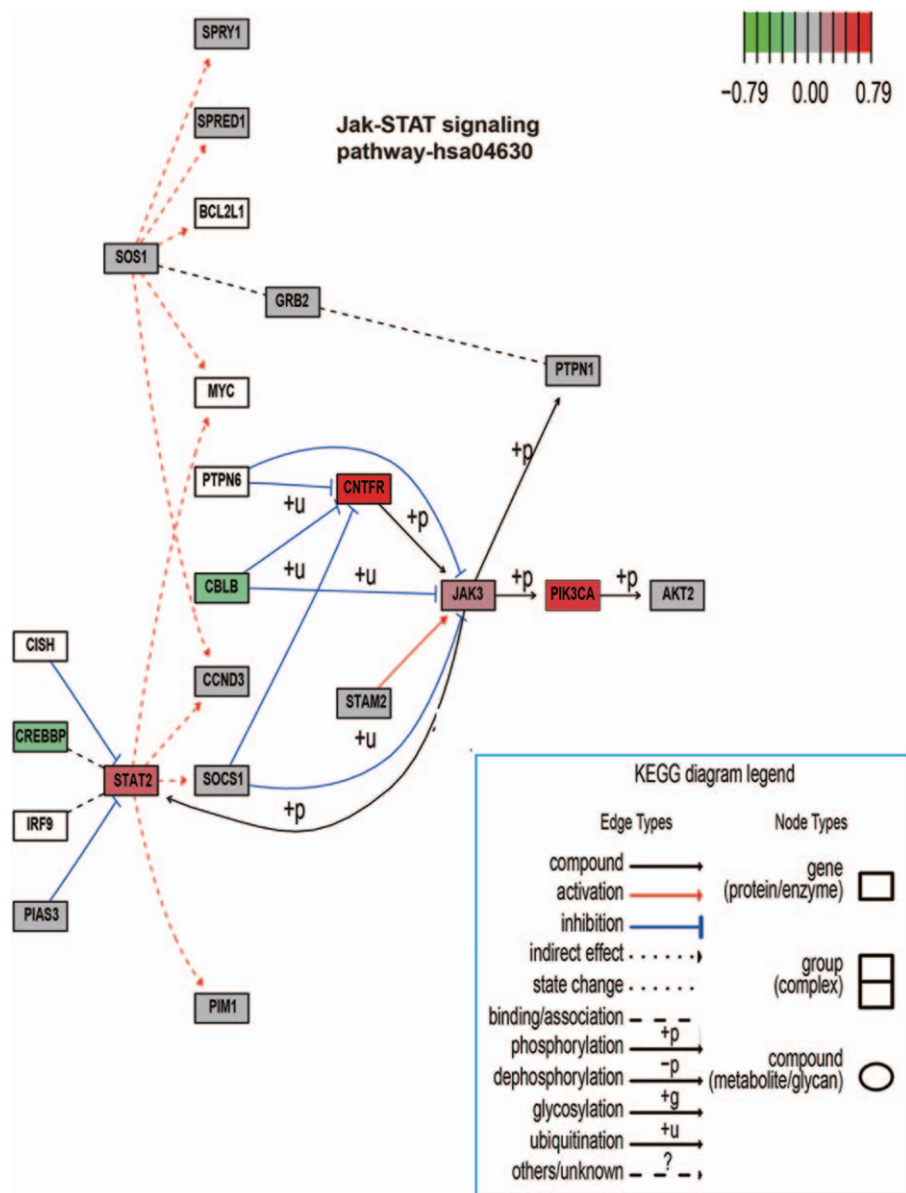 SPRY1
−0.79 0.00 0.79
SPRED1
Jak-STAT signaling
pathway-hsa04630
BCL2L1
SOS1
GRB2
PTPN1
MYC
+p
PTPN6
CNTFR
+u
+p
CBLB
+u
+u
JAK3
+p
PIK3CA
+p
AKT2
CISH
CCND3
STAM2
CREBBP
+u
STAT2
SOCS1
+p
IRF9
PIAS3
PIM1
KEGG diagram legend
Edge Types
Node Types
compound
activation
inhibition
indirect effect
state change
binding/association
phosphorylation +p
dephosphorylation −p
glycosylation +g
ubiquitination +u
others/unknown ?
gene
(protein/enzyme)
group
(complex)
compound
(metabolite/glycan)